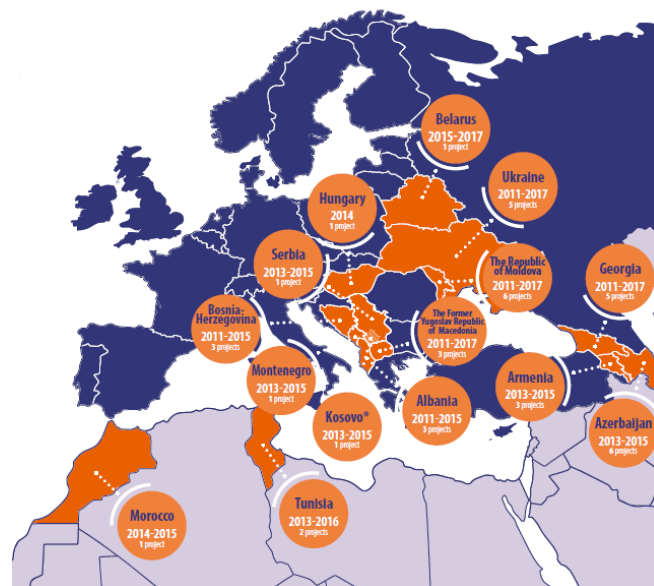 Belarus
2015-2017
1 project
Ukraine
2011-2017
3 projects
Hungary
2014
1 project
Serbia
2013-2015
1 project
The Republic
of Moldova
2011-2017
6 projects
Georgia
2011-2017
5 projects
Bosnia-
Herzegovina
2011-2015
3 projects
The Former
Yugoslav Republic
of Macedonia
2011-2017
3 projects
Montenegro
2013-2015
1 project
Kosovo*
2013-2015
1 project
Albania
2011-2015
3 projects
Armenia
2013-2015
3 projects
Azerbaijan
2013-2015
6 projects
Morocco
2014-2015
1 project
Tunisia
2013-2016
2 projects